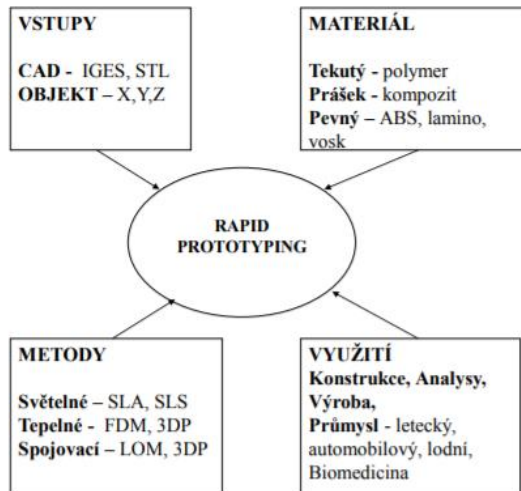 VSTUPY
CAD - IGES, STL
OBJEKT – X,Y,Z
MATERIÁL
Tekutý - polymer
Prášek - kompozit
Pevný – ABS, lamino,
vosk
RAPID
PROTOTYPING
METODY
Světelné – SLA, SLS
Tepelné - FDM, 3DP
Spojovací – LOM, 3DP
VYUŽITÍ
Konstrukce, Analysy,
Výroba,
Průmysl - letecký,
automobilový, lodní,
Biomedicina